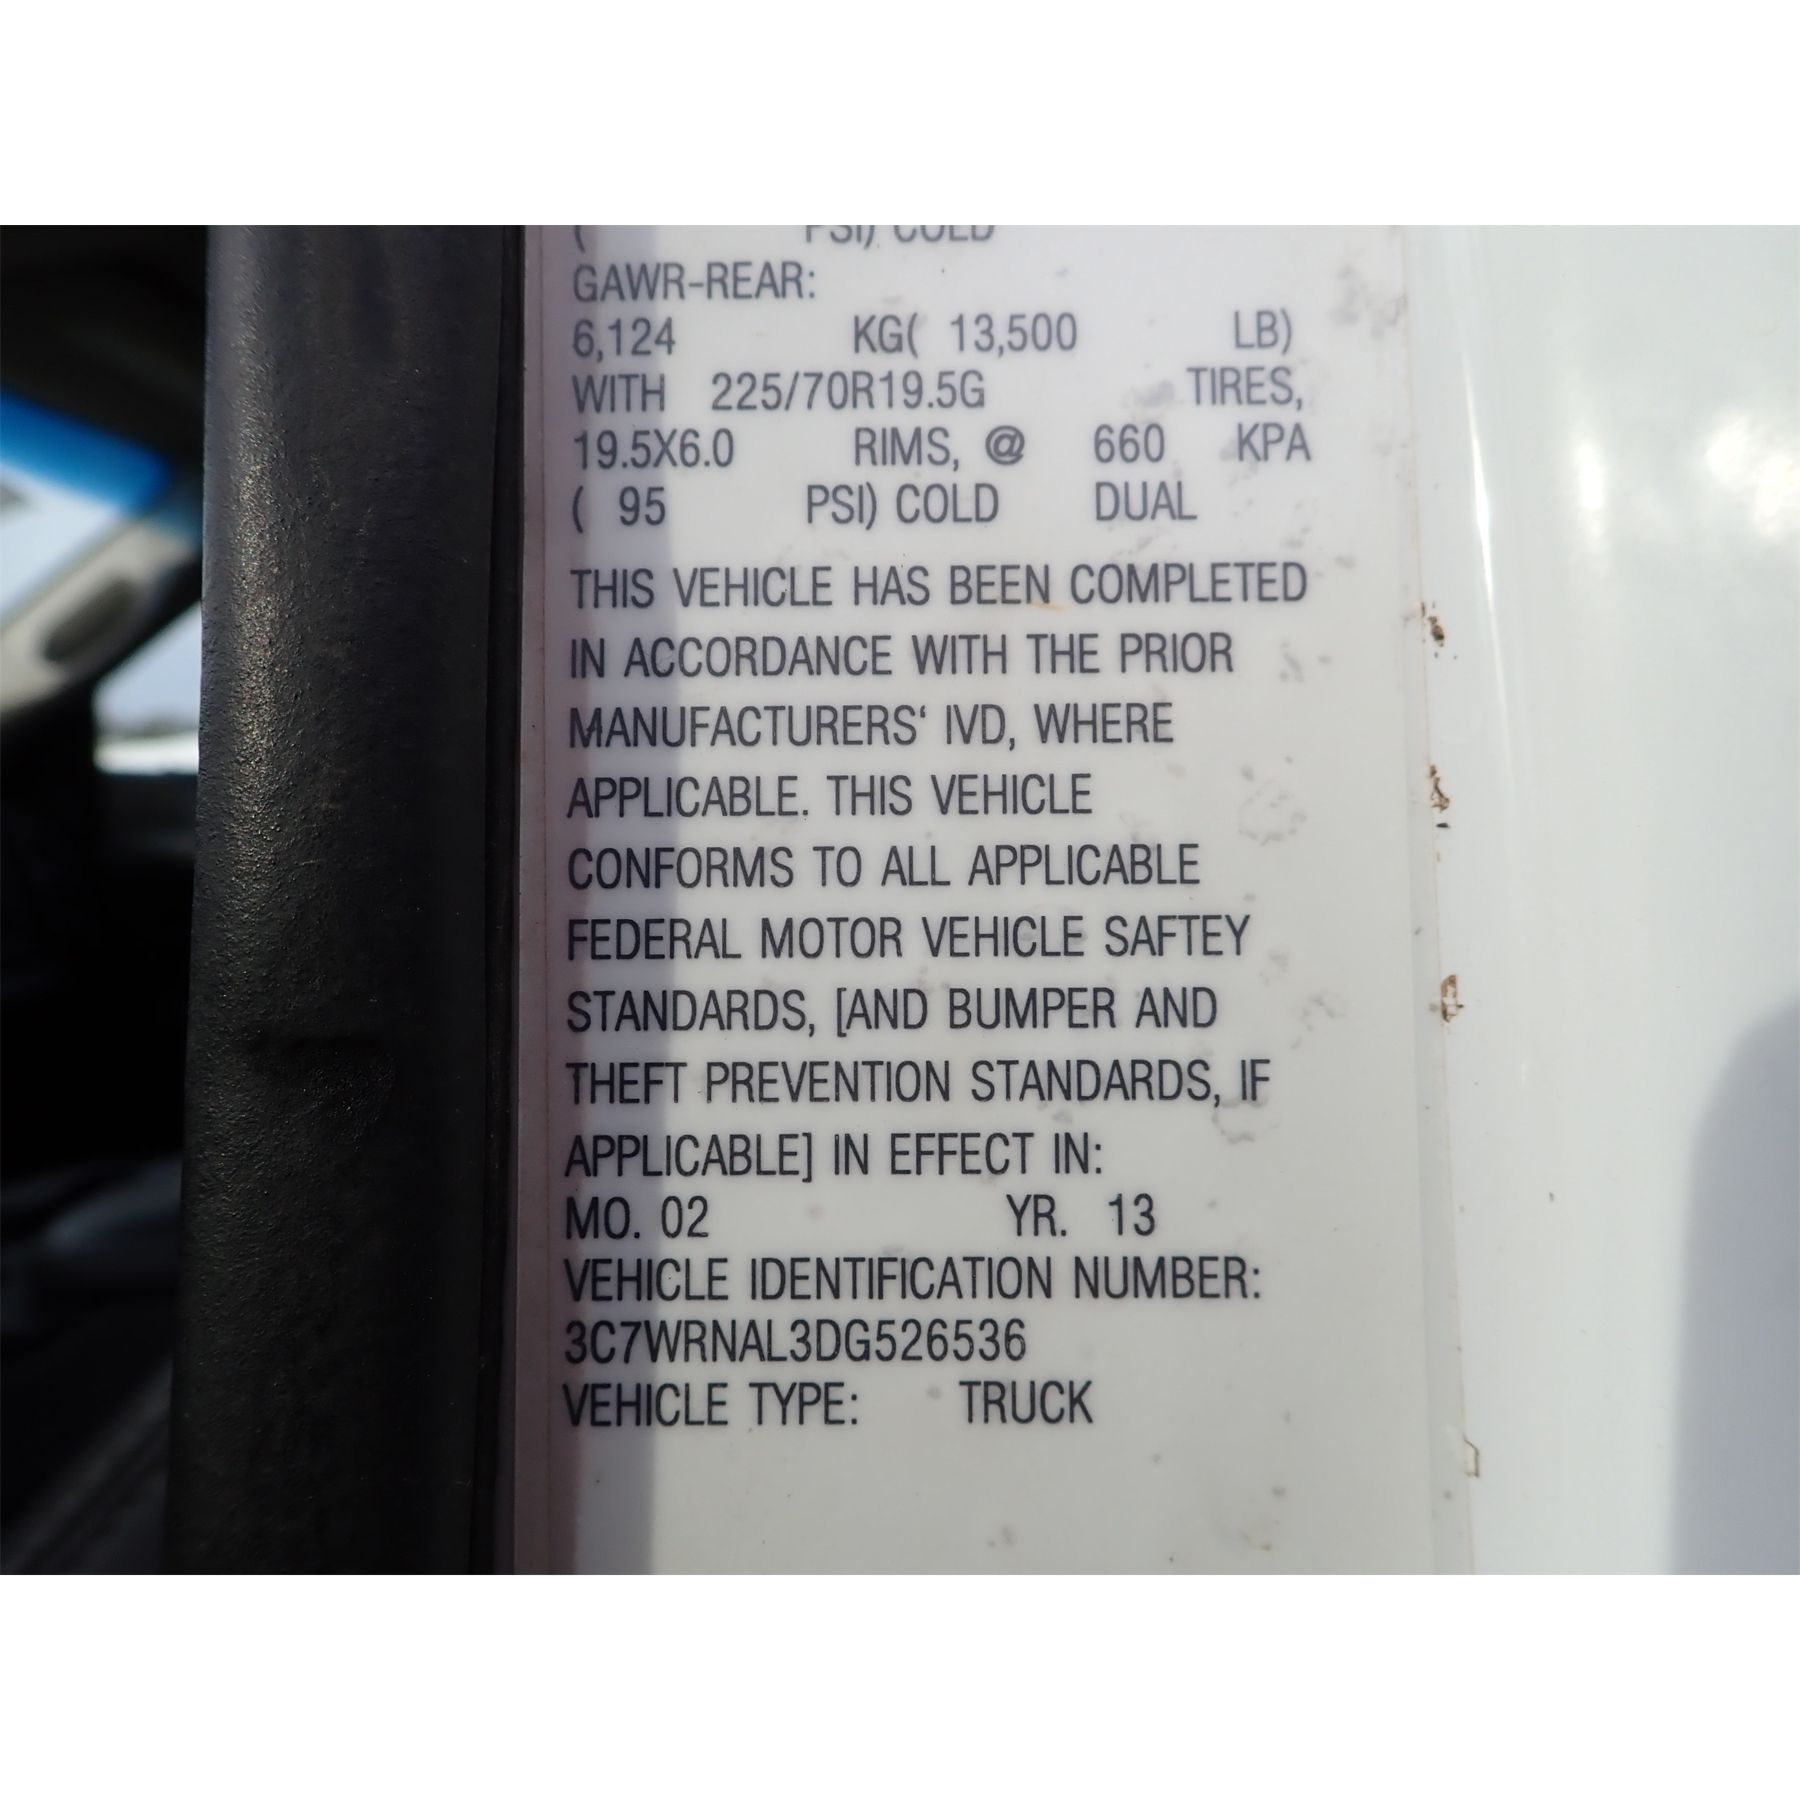 ( PSI) COLD
GAWR-REAR:
6,124 KG( 13,500 LB)
WITH 225/70R19.5G TIRES,
19.5X6.0 RIMS, @ 660 KPA
( 95 PSI) COLD DUAL
THIS VEHICLE HAS BEEN COMPLETED
IN ACCORDANCE WITH THE PRIOR
MANUFACTURERS‘ IVD, WHERE
APPLICABLE. THIS VEHICLE
CONFORMS TO ALL APPLICABLE
FEDERAL MOTOR VEHICLE SAFTEY
STANDARDS, [AND BUMPER AND
THEFT PREVENTION STANDARDS, IF
APPLICABLE] IN EFFECT IN:
MO. 02 YR. 13
VEHICLE IDENTIFICATION NUMBER:
3C7WRNAL3DG526536
VEHICLE TYPE: TRUCK